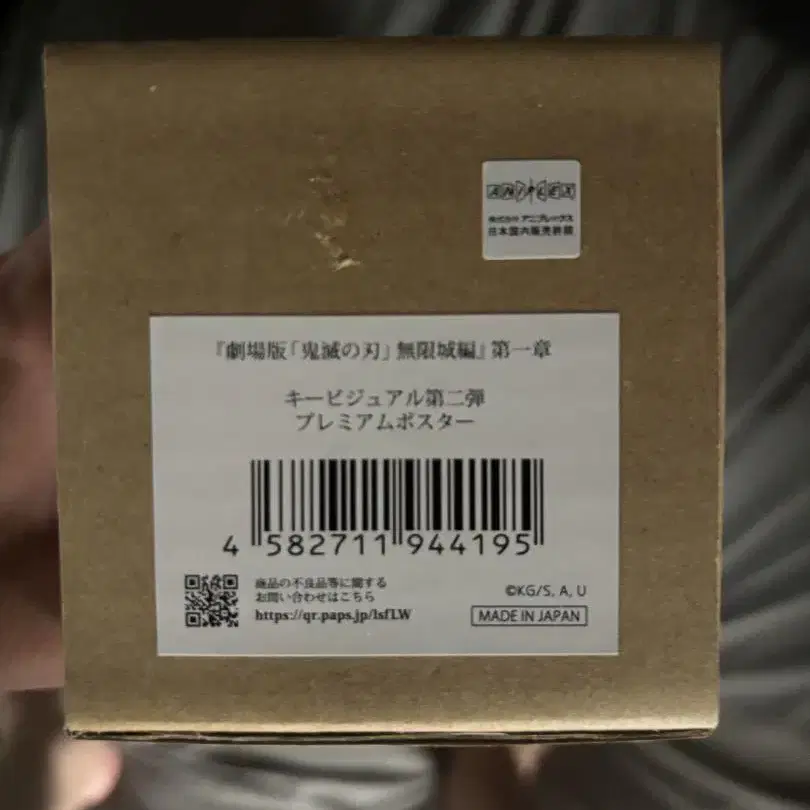 ANIPLEX
株式会社アニプレックス
日本国内販売許諾
『劇場版「鬼滅の刃」無限城編』第一章
キービジュアル第二弾
プレミアムポスター
4 582711 944195
商品の不良品等に関する
お問い合わせはこちら
https://qr.paps.jp/lsfLW
©KG/S, A, U
MADE IN JAPAN